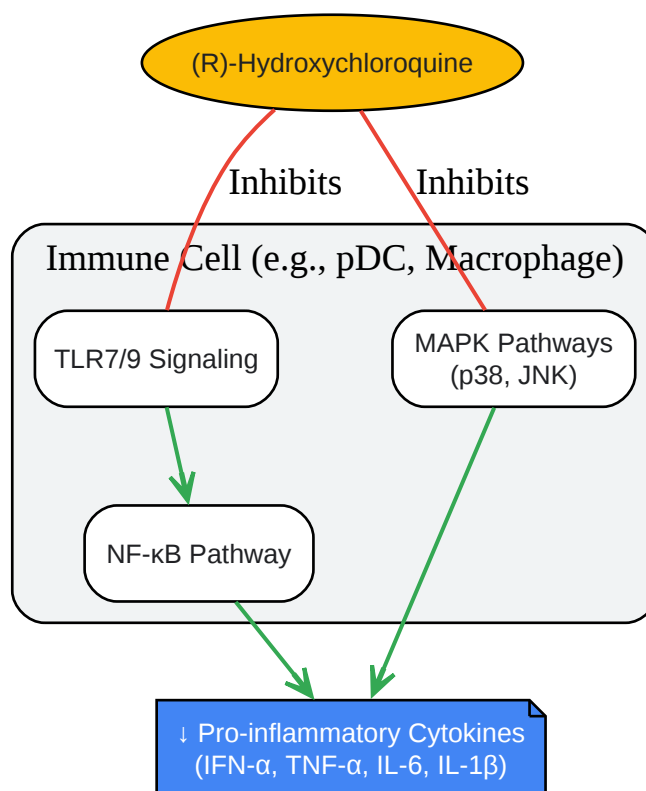 (R)-Hydroxychloroquine
Inhibits
Inhibits
Immune Cell (e.g., pDC, Macrophage)
TLR7/9 Signaling
MAPK Pathways
(p38, JNK)
NF-κB Pathway
↓ Pro-inflammatory Cytokines
(IFN-α, TNF-α, IL-6, IL-1β)